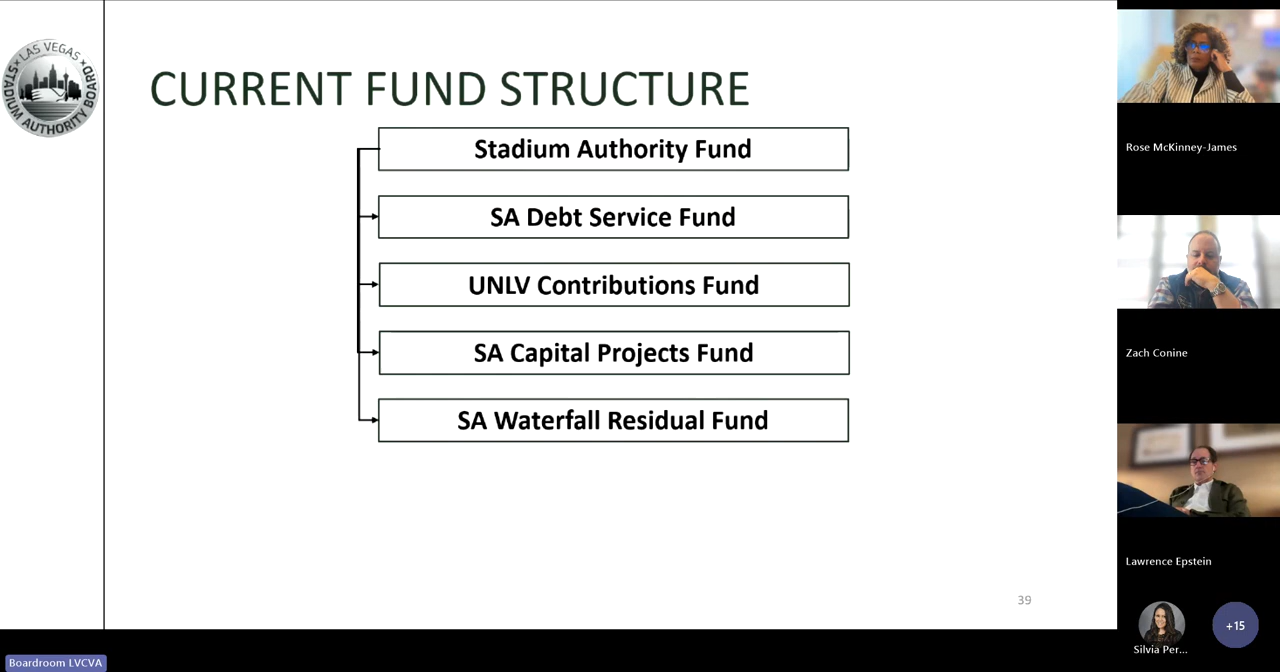 LAS VEGAS
STADIUM AUTHORITY BOARD
CURRENT FUND STRUCTURE
Stadium Authority Fund
SA Debt Service Fund
UNLV Contributions Fund
SA Capital Projects Fund
SA Waterfall Residual Fund
39
Rose McKinney-James
Zach Conine
Lawrence Epstein
Silvia Per...
+15
Boardroom LVCVA